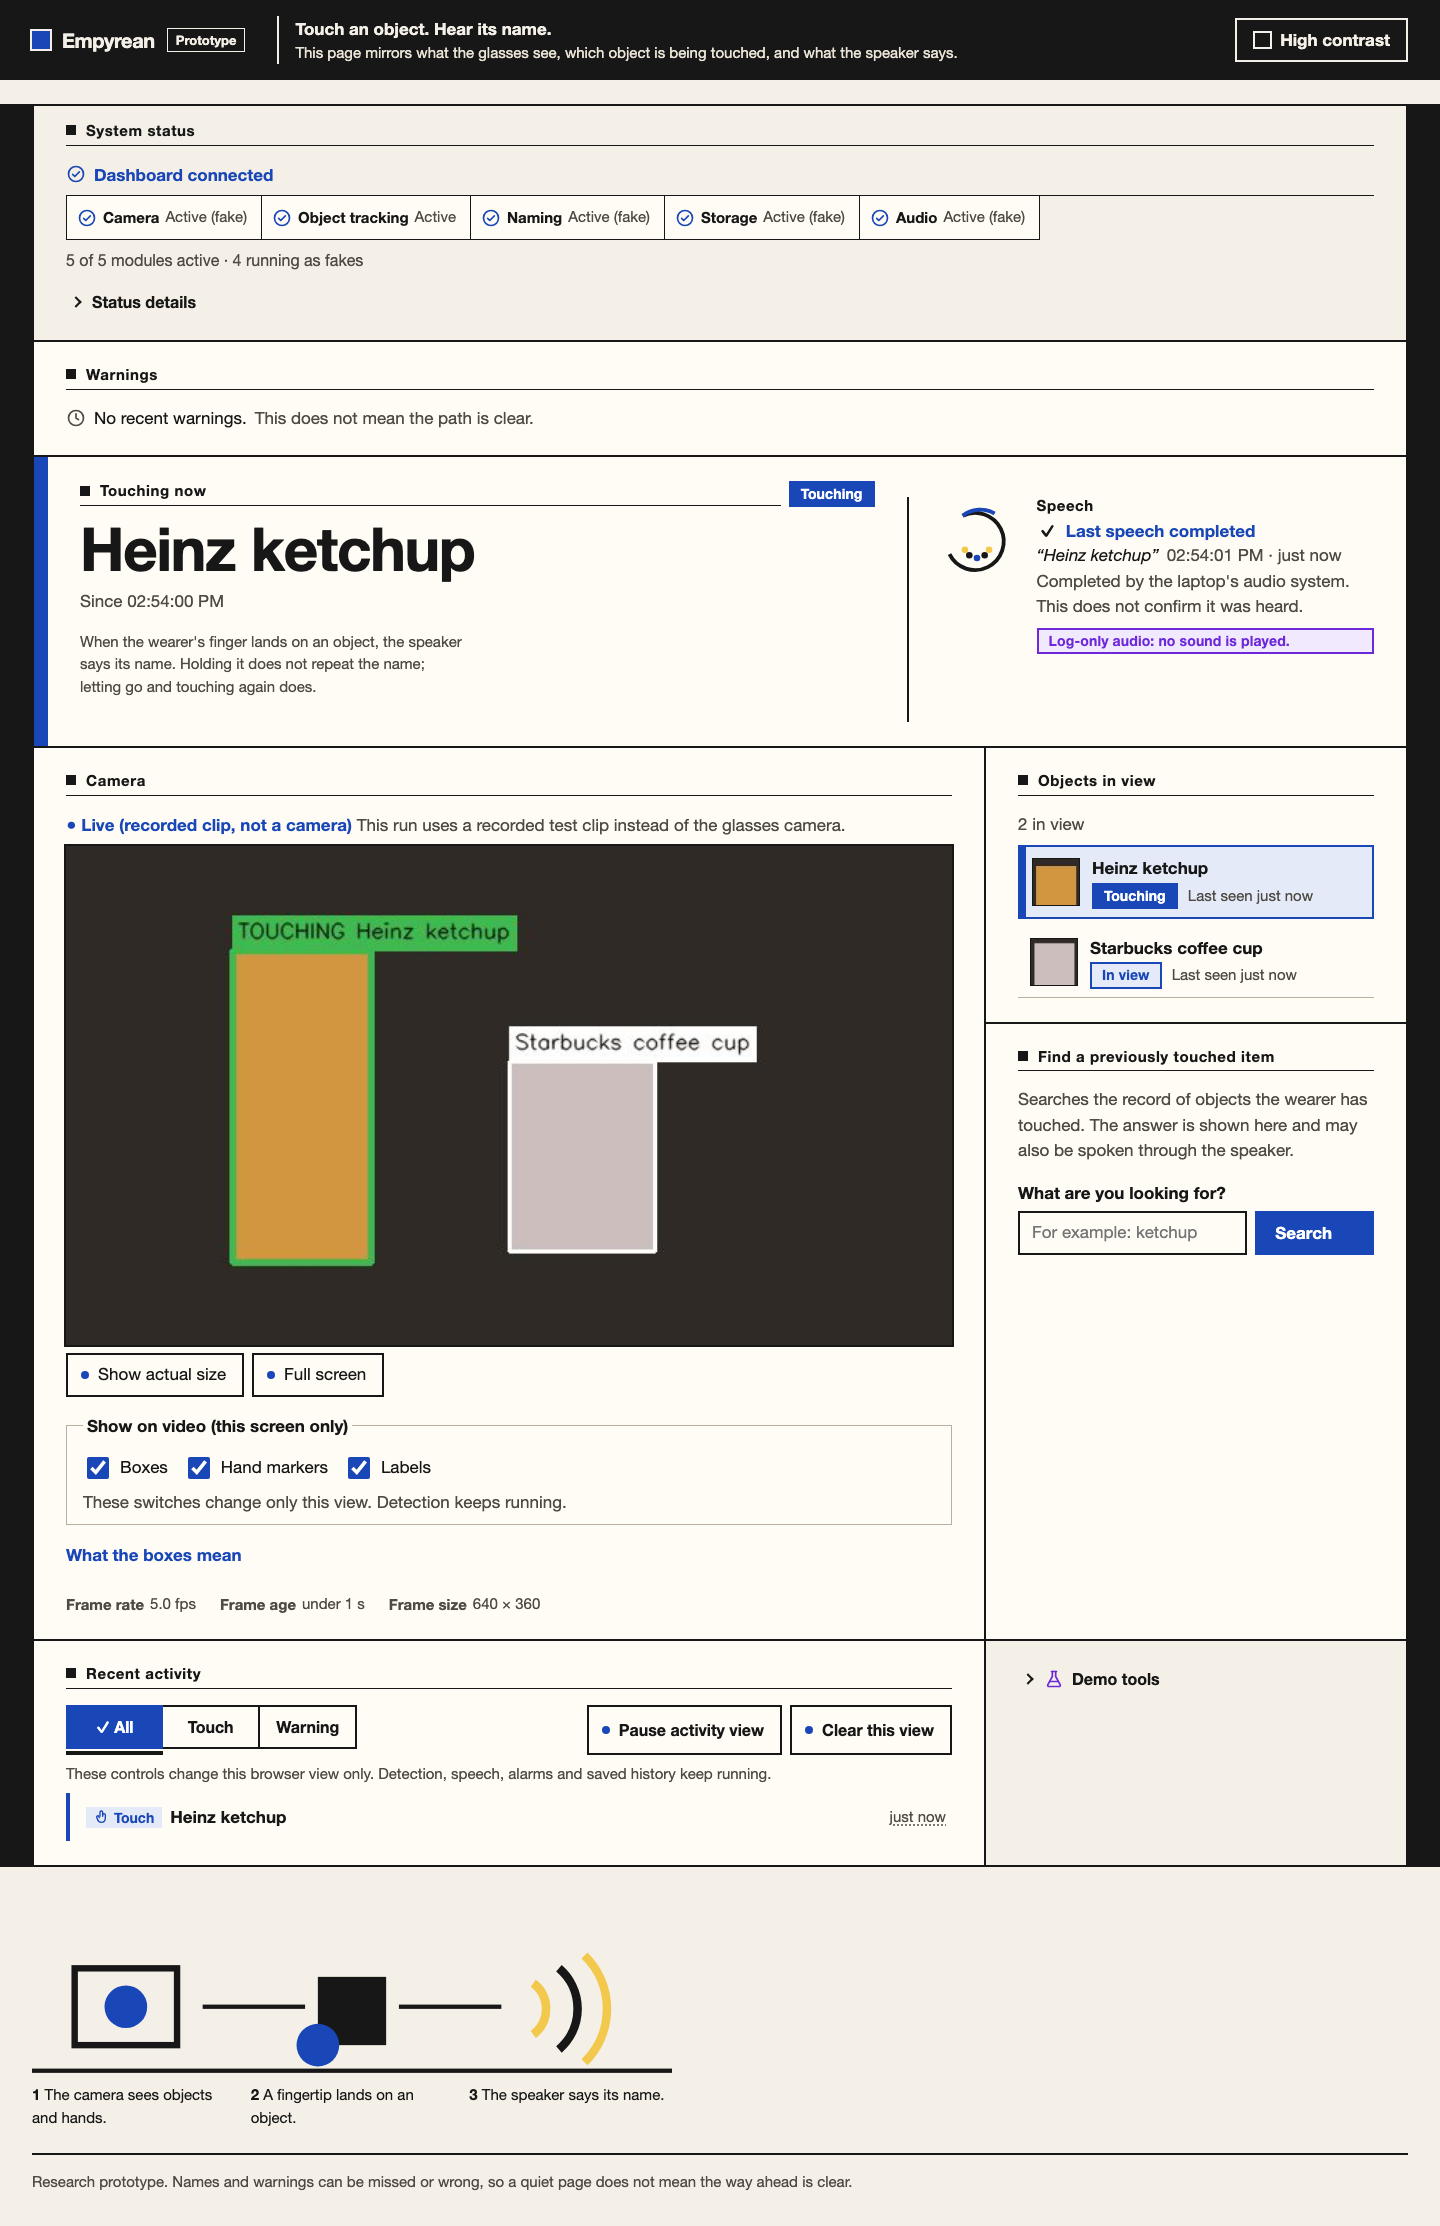 Empyrean
Prototype
Touch an object. Hear its name.
This page mirrors what the glasses see, which object is being touched, and what the speaker says.
High contrast
System status
Dashboard connected
Camera Active (fake)
Object tracking Active
Naming Active (fake)
Storage Active (fake)
Audio Active (fake)
5 of 5 modules active · 4 running as fakes
Status details
Warnings
No recent warnings. This does not mean the path is clear.
Touching now
Touching
Heinz ketchup
Since 02:54:00 PM
When the wearer's finger lands on an object, the speaker
says its name. Holding it does not repeat the name;
letting go and touching again does.
Speech
Last speech completed
“Heinz ketchup” 02:54:01 PM · just now
Completed by the laptop's audio system.
This does not confirm it was heard.
Log-only audio: no sound is played.
Camera
Live (recorded clip, not a camera) This run uses a recorded test clip instead of the glasses camera.
TOUCHING Heinz ketchup
Starbucks coffee cup
Show actual size
Full screen
Show on video (this screen only)
Boxes
Hand markers
Labels
These switches change only this view. Detection keeps running.
What the boxes mean
Frame rate 5.0 fps
Frame age under 1 s
Frame size 640 × 360
Objects in view
2 in view
Heinz ketchup
Touching Last seen just now
Starbucks coffee cup
In view Last seen just now
Find a previously touched item
Searches the record of objects the wearer has
touched. The answer is shown here and may
also be spoken through the speaker.
What are you looking for?
For example: ketchup
Search
Recent activity
All
Touch
Warning
Pause activity view
Clear this view
These controls change this browser view only. Detection, speech, alarms and saved history keep running.
Touch Heinz ketchup
just now
Demo tools
1 The camera sees objects
and hands.
2 A fingertip lands on an
object.
3 The speaker says its name.
Research prototype. Names and warnings can be missed or wrong, so a quiet page does not mean the way ahead is clear.